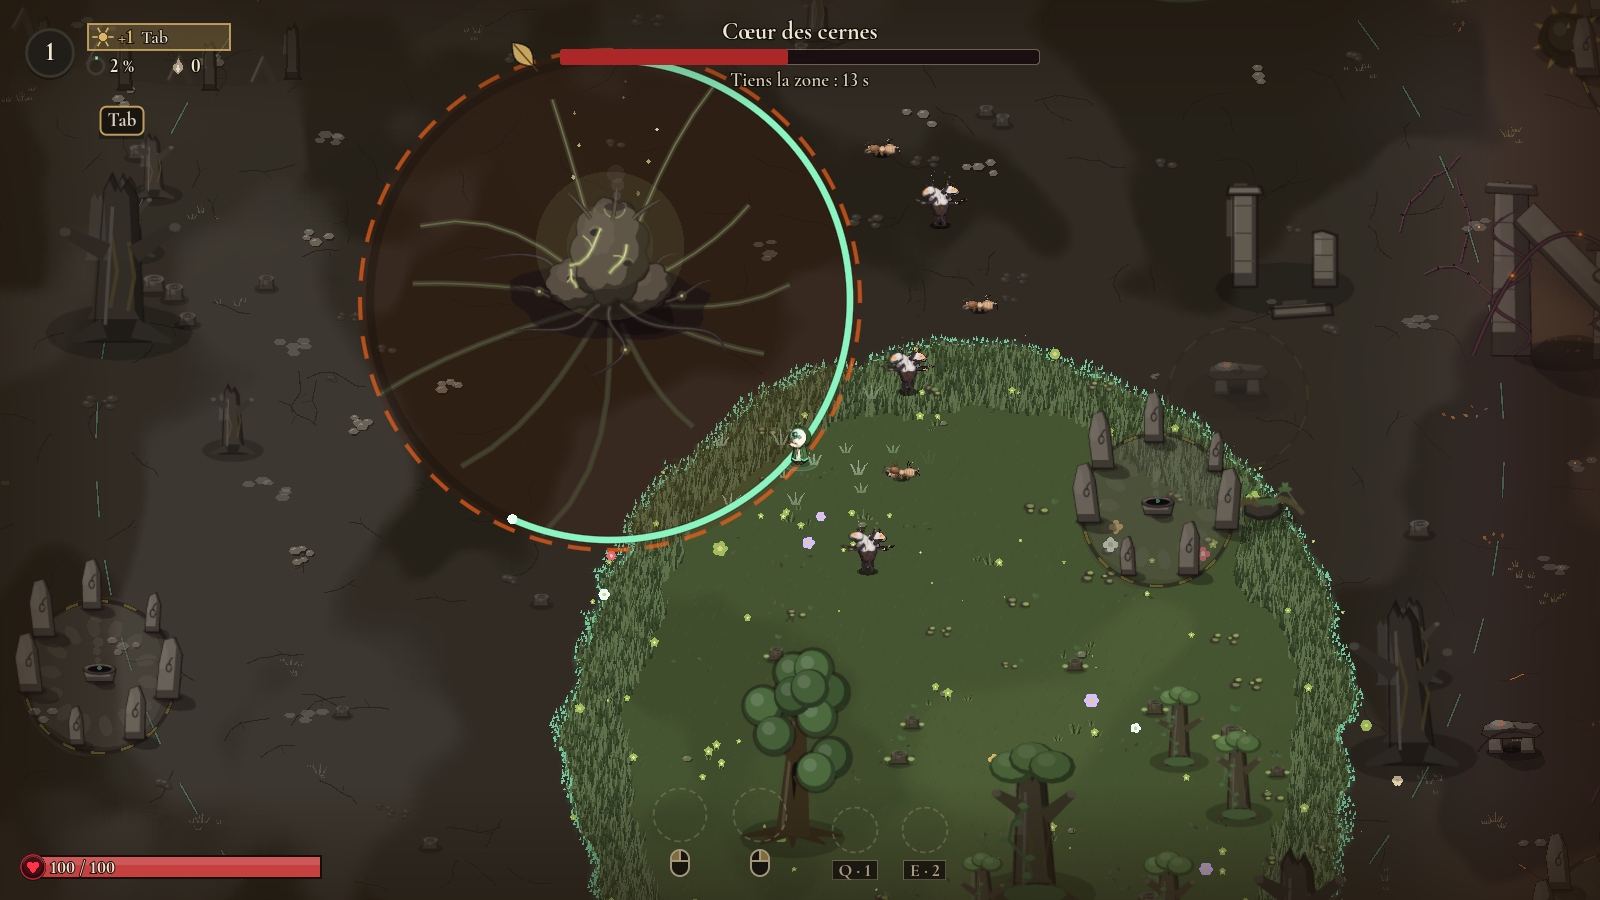 Cœur des cernes
Tiens la zone : 13 s
1
+1 Tab
2 %
0
Tab
100 / 100
Q · 1
E · 2